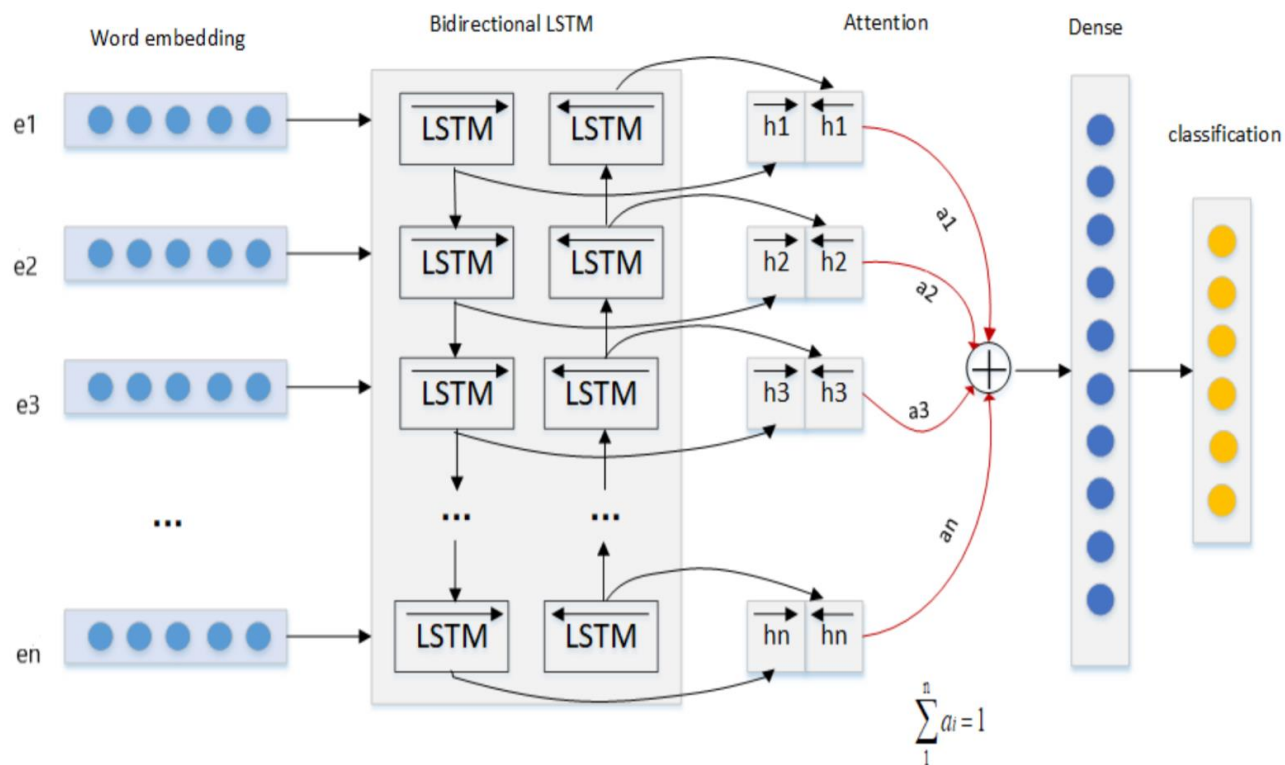 Word embedding
Bidirectional LSTM
Attention
Dense
classification
e1
LSTM
LSTM
h1
h1
a1
e2
LSTM
LSTM
h2
h2
a2
e3
LSTM
LSTM
h3
h3
a3
...
...
...
an
en
LSTM
LSTM
hn
hn
n
∑ ai = 1
1